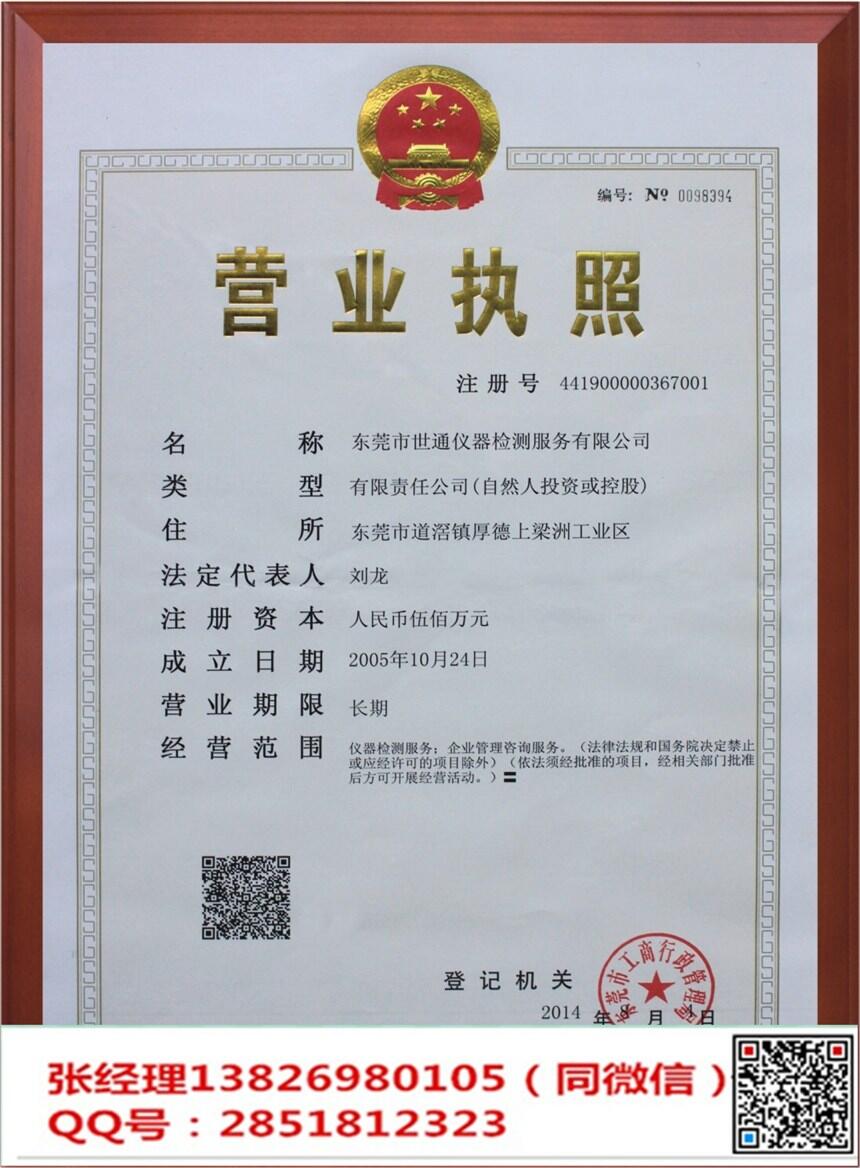 编号: Nº 0098394
营业执照
注册号 441900000367001
名称 东莞市世通仪器检测服务有限公司
类型 有限责任公司(自然人投资或控股)
住所 东莞市道滘镇厚德上梁洲工业区
法定代表人 刘龙
注册资本 人民币伍佰万元
成立日期 2005年10月24日
营业期限 长期
经营范围 仪器检测服务；企业管理咨询服务。（法律法规和国务院决定禁止
或应经许可的项目除外）（依法须经批准的项目，经相关部门批准
后方可开展经营活动。）〓
东莞市工商行政管理
登记机关
2014 年 8 月 日
张经理13826980105（同微信）
QQ号：2851812323